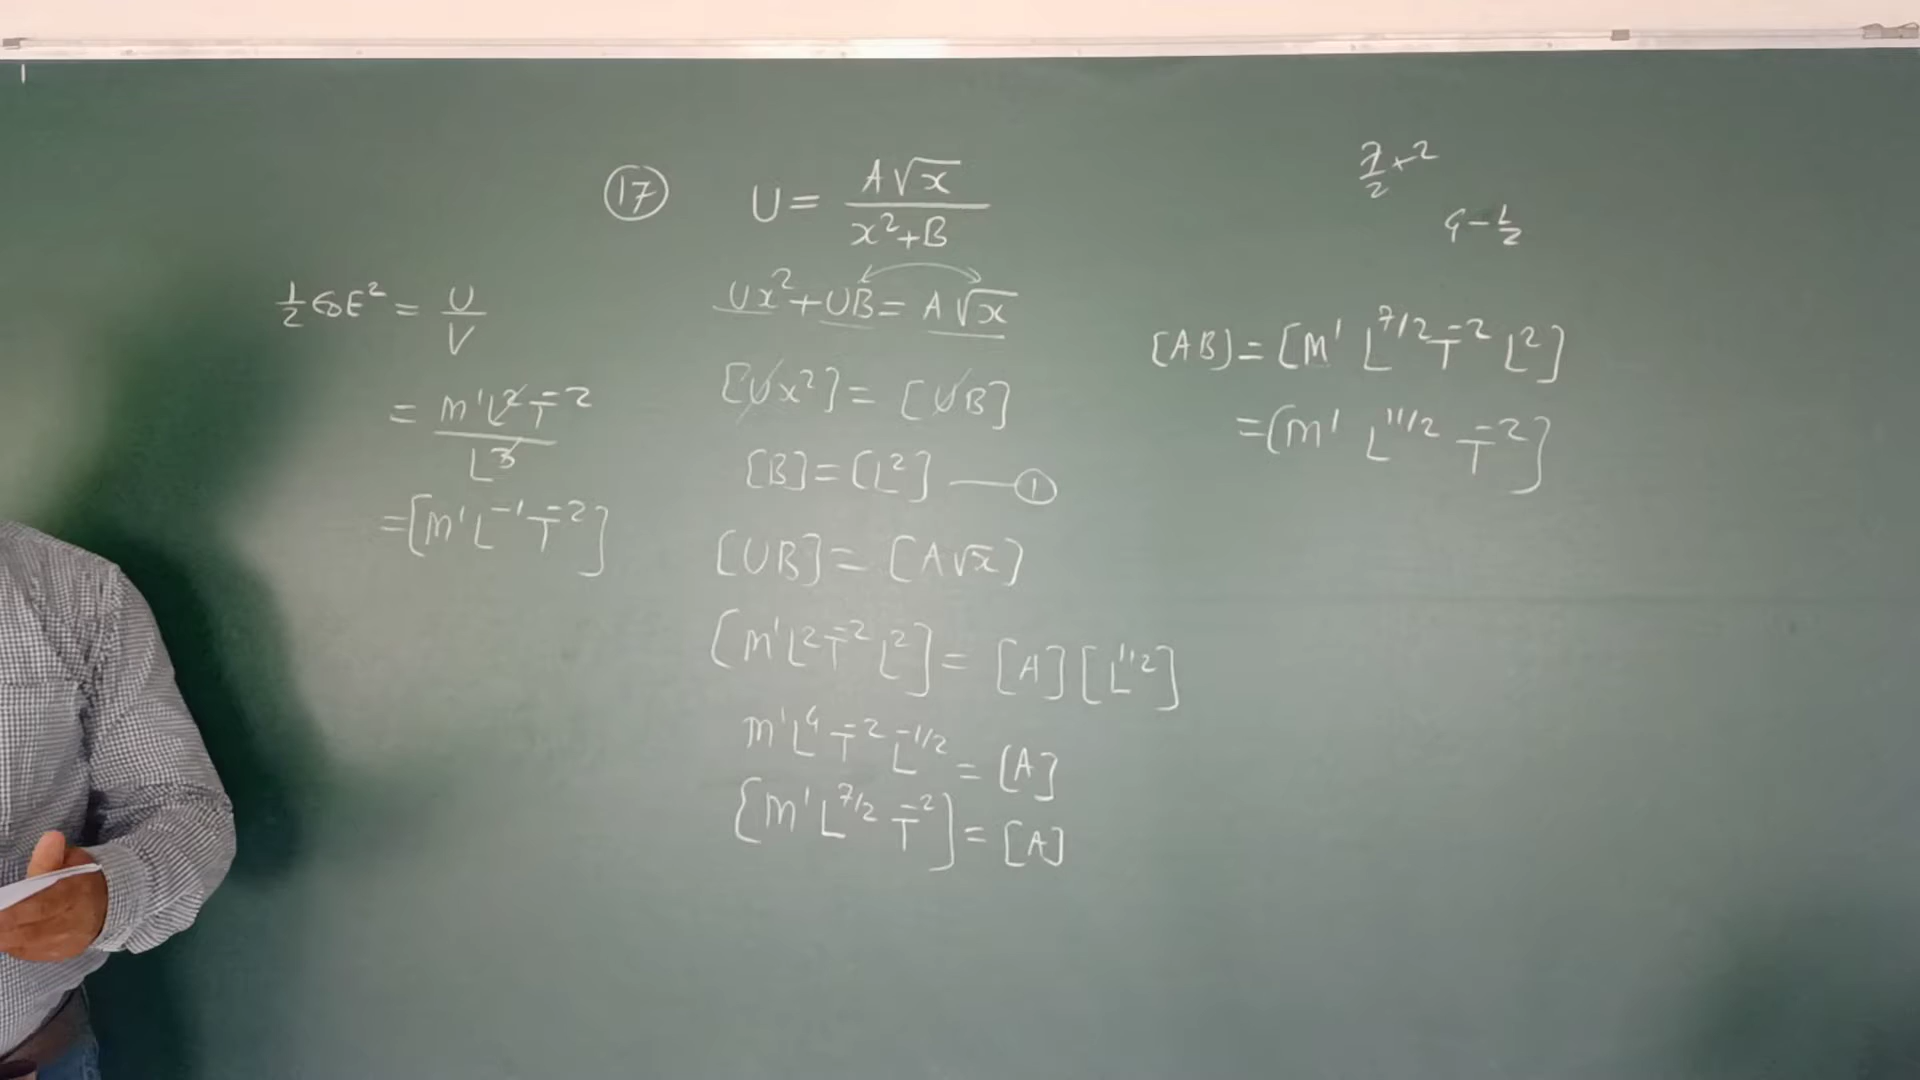 ⑰ U = A√x / x² + B
Ux² + UB = A√x
[Ux²] = [UB]
[B] = [L²] — ①
[UB] = [A√x]
[M¹L²T⁻²L²] = [A][L^1/2]
M¹L⁴T⁻²L^-1/2 = [A]
[M¹L^7/2 T⁻²] = [A]
1/2 ε₀E² = U/V
= M¹L²T⁻² / L³
= [M¹L⁻¹T⁻²]
7/2 + 2
4 - 1/2
[AB] = [M¹ L^7/2 T⁻² L²]
= [M¹ L^11/2 T⁻²]